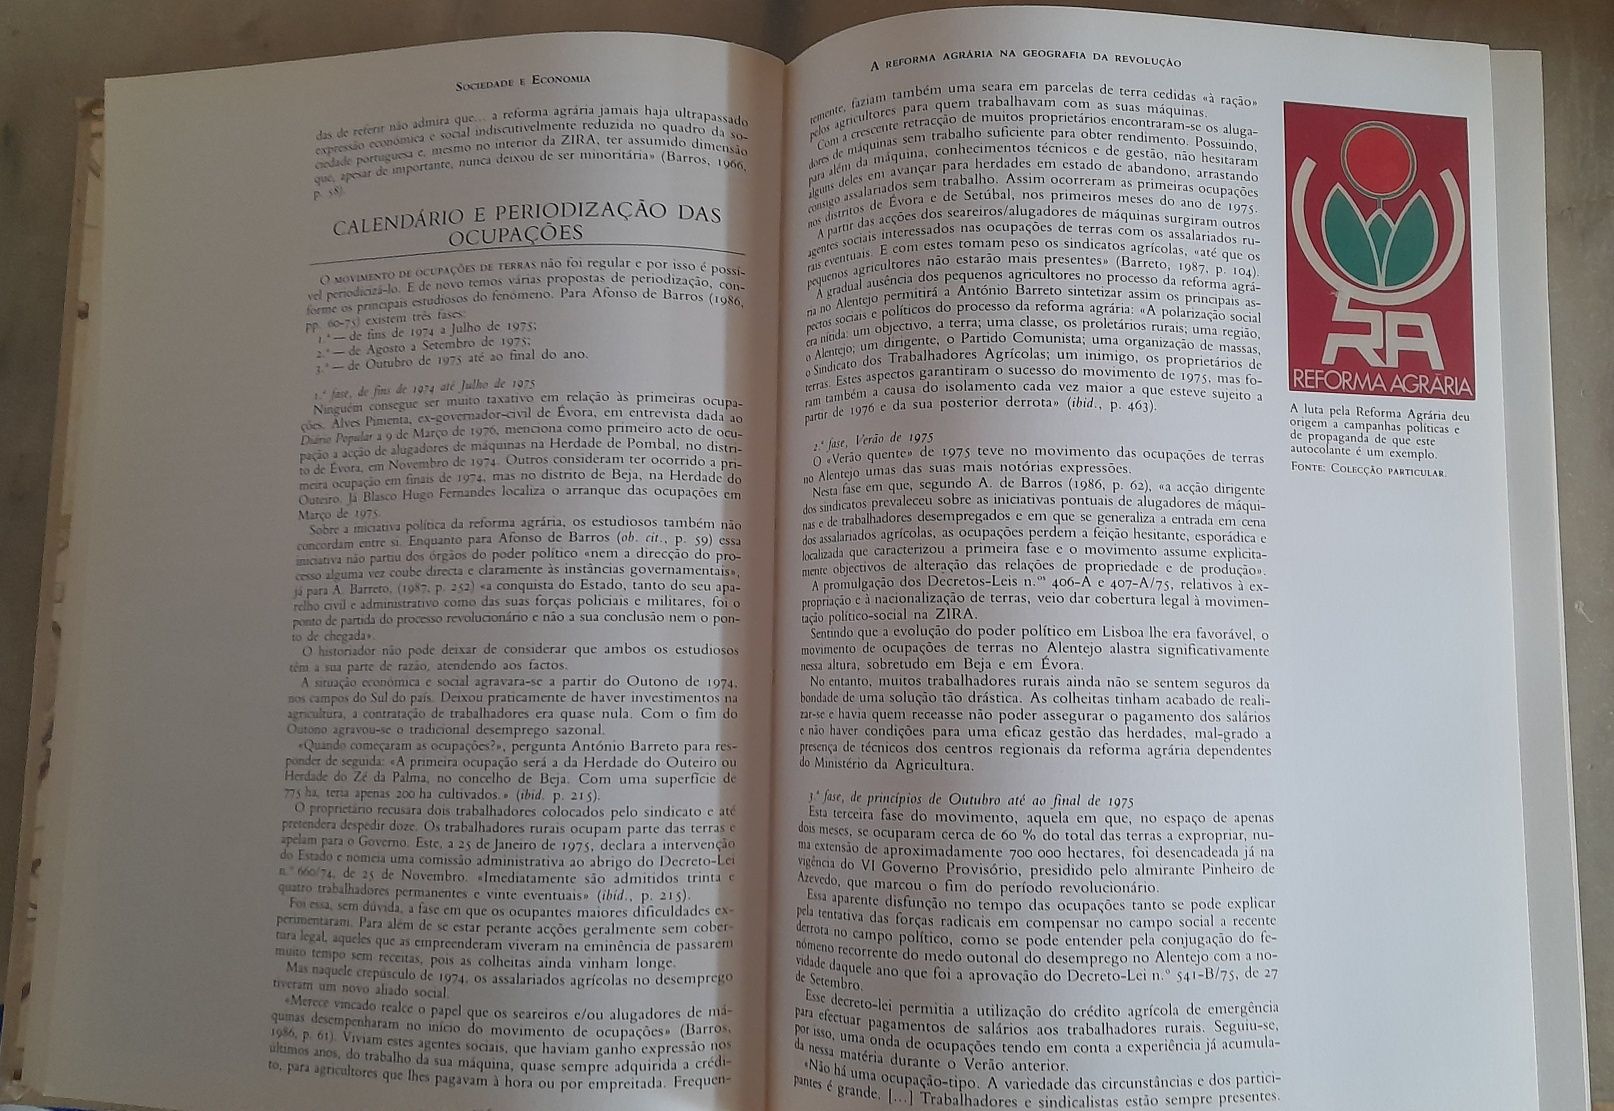 SOCIEDADE E ECONOMIA
das de referir não admira que... a reforma agrária jamais haja ultrapassado
expressão económica e social indiscutivelmente reduzida no quadro da so-
ciedade portuguesa e, mesmo no interior da ZIRA, ter assumido dimensão
que, apesar de importante, nunca deixou de ser minoritária» (Barros, 1966,
p. 58).
CALENDÁRIO E PERIODIZAÇÃO DAS
OCUPAÇÕES
O MOVIMENTO DE OCUPAÇÕES DE TERRAS não foi regular e por isso é possí-
vel periodicizá-lo. E de novo temos várias propostas de periodização, con-
forme os principais estudiosos do fenómeno. Para Afonso de Barros (1986,
pp. 60-75) existem três fases:
1.ª — de fins de 1974 a Julho de 1975;
2.ª — de Agosto a Setembro de 1975;
3.ª — de Outubro de 1975 até ao final do ano.
1.ª fase, de fins de 1974 até Julho de 1975
Ninguém consegue ser muito taxativo em relação às primeiras ocupa-
ções. Alves Pimenta, ex-governador-civil de Évora, em entrevista dada ao
Diário Popular a 9 de Março de 1976, menciona como primeiro acto de ocu-
pação a acção de alugadores de máquinas na Herdade de Pombal, no distri-
to de Évora, em Novembro de 1974. Outros consideram ter ocorrido a pri-
meira ocupação em finais de 1974, mas no distrito de Beja, na Herdade do
Outeiro. Já Blasco Hugo Fernandes localiza o arranque das ocupações em
Março de 1975.
Sobre a iniciativa política da reforma agrária, os estudiosos também não
concordam entre si. Enquanto para Afonso de Barros (ob. cit., p. 59) essa
iniciativa não partiu dos órgãos do poder político «nem a direcção do pro-
cesso alguma vez coube directa e claramente às instâncias governamentais»,
já para A. Barreto, (1987, p. 252) «a conquista do Estado, tanto do seu apa-
relho civil e administrativo como das suas forças policiais e militares, foi o
ponto de partida do processo revolucionário e não a sua conclusão nem o pon-
to de chegada».
O historiador não pode deixar de considerar que ambos os estudiosos
têm a sua parte de razão, atendendo aos factos.
A situação económica e social agravara-se a partir do Outono de 1974,
nos campos do Sul do país. Deixou praticamente de haver investimentos na
agricultura, a contratação de trabalhadores era quase nula. Com o fim do
Outono agravou-se o tradicional desemprego sazonal.
«Quando começaram as ocupações?», pergunta António Barreto para res-
ponder de seguida: «A primeira ocupação será a da Herdade do Outeiro ou
Herdade do Zé da Palma, no concelho de Beja. Com uma superfície de
775 ha, teria apenas 200 ha cultivados.» (ibid. p. 215).
O proprietário recusara dois trabalhadores colocados pelo sindicato e até
pretendera despedir doze. Os trabalhadores rurais ocupam parte das terras e
apelam para o Governo. Este, a 25 de Janeiro de 1975, declara a intervenção
do Estado e nomeia uma comissão administrativa ao abrigo do Decreto-Lei
n.º 660/74, de 25 de Novembro. «Imediatamente são admitidos trinta e
quatro trabalhadores permanentes e vinte eventuais» (ibid., p. 215).
Foi essa, sem dúvida, a fase em que os ocupantes maiores dificuldades ex-
perimentaram. Para além de se estar perante acções geralmente sem cober-
tura legal, aqueles que as empreenderam viveram na eminência de passarem
muito tempo sem receitas, pois as colheitas ainda vinham longe.
Mas naquele crepúsculo de 1974, os assalariados agrícolas no desemprego
tiveram um novo aliado social.
«Merece vincado realce o papel que os seareiros e/ou alugadores de má-
quinas desempenharam no início do movimento de ocupações» (Barros,
1986, p. 61). Viviam estes agentes sociais, que haviam ganho expressão nos
últimos anos, do trabalho da sua máquina, quase sempre adquirida a crédi-
to, para agricultores que lhes pagavam à hora ou por empreitada. Frequen-
A REFORMA AGRÁRIA NA GEOGRAFIA DA REVOLUÇÃO
temente, faziam também uma seara em parcelas de terra cedidas «à ração»
pelos agricultores para quem trabalhavam com as suas máquinas.
Com a crescente retracção de muitos proprietários encontraram-se os aluga-
dores de máquinas sem trabalho suficiente para obter rendimento. Possuindo,
para além da máquina, conhecimentos técnicos e de gestão, não hesitaram
alguns deles em avançar para herdades em estado de abandono, arrastando
consigo assalariados sem trabalho. Assim ocorreram as primeiras ocupações
nos distritos de Évora e de Setúbal, nos primeiros meses do ano de 1975.
A partir das acções dos seareiros/alugadores de máquinas surgiram outros
agentes sociais interessados nas ocupações de terras com os assalariados ru-
rais eventuais. E com estes tomam peso os sindicatos agrícolas, «até que os
pequenos agricultores não estarão mais presentes» (Barreto, 1987, p. 104).
A gradual ausência dos pequenos agricultores no processo da reforma agrá-
ria no Alentejo permitirá a António Barreto sintetizar assim os principais as-
pectos sociais e políticos do processo da reforma agrária: «A polarização social
era nítida: um objectivo, a terra; uma classe, os proletários rurais; uma região,
o Alentejo; um dirigente, o Partido Comunista; uma organização de massas,
o Sindicato dos Trabalhadores Agrícolas; um inimigo, os proprietários de
terras. Estes aspectos garantiram o sucesso do movimento de 1975, mas fo-
ram também a causa do isolamento cada vez maior a que esteve sujeito a
partir de 1976 e da sua posterior derrota» (ibid., p. 463).
2.ª fase, Verão de 1975
O «Verão quente» de 1975 teve no movimento das ocupações de terras
no Alentejo umas das suas mais notórias expressões.
Nesta fase em que, segundo A. de Barros (1986, p. 62), «a acção dirigente
dos sindicatos prevaleceu sobre as iniciativas pontuais de alugadores de máqui-
nas e de trabalhadores desempregados e em que se generaliza a entrada em cena
dos assalariados agrícolas, as ocupações perdem a feição hesitante, esporádica e
localizada que caracterizou a primeira fase e o movimento assume explicita-
mente objectivos de alteração das relações de propriedade e de produção».
A promulgação dos Decretos-Leis n.os 406-A e 407-A/75, relativos à ex-
propriação e à nacionalização de terras, veio dar cobertura legal à movimen-
tação político-social na ZIRA.
Sentindo que a evolução do poder político em Lisboa lhe era favorável, o
movimento de ocupações de terras no Alentejo alastra significativamente
nessa altura, sobretudo em Beja e em Évora.
No entanto, muitos trabalhadores rurais ainda não se sentem seguros da
bondade de uma solução tão drástica. As colheitas tinham acabado de reali-
zar-se e havia quem receasse não poder assegurar o pagamento dos salários
e não haver condições para uma eficaz gestão das herdades, mal-grado a
presença de técnicos dos centros regionais da reforma agrária dependentes
do Ministério da Agricultura.
3.ª fase, de princípios de Outubro até ao final de 1975
Esta terceira fase do movimento, aquela em que, no espaço de apenas
dois meses, se ocuparam cerca de 60 % do total das terras a expropriar, nu-
ma extensão de aproximadamente 700 000 hectares, foi desencadeada já na
vigência do VI Governo Provisório, presidido pelo almirante Pinheiro de
Azevedo, que marcou o fim do período revolucionário.
Essa aparente disfunção no tempo das ocupações tanto se pode explicar
pela tentativa das forças radicais em compensar no campo social a recente
derrota no campo político, como se pode entender pela conjugação do fe-
nómeno recorrente do medo outonal do desemprego no Alentejo com a no-
vidade daquele ano que foi a aprovação do Decreto-Lei n.º 541-B/75, de 27
de Setembro.
Esse decreto-lei permitia a utilização do crédito agrícola de emergência
para efectuar pagamentos de salários aos trabalhadores rurais. Seguiu-se,
por isso, uma onda de ocupações tendo em conta a experiência já acumula-
da nessa matéria durante o Verão anterior.
«Não há uma ocupação-tipo. A variedade das circunstâncias e dos partici-
pantes é grande. [...] Trabalhadores e sindicalistas estão sempre presentes.
RA
REFORMA AGRÁRIA
A luta pela Reforma Agrária deu
origem a campanhas políticas e
de propaganda de que este
autocolante é um exemplo.
FONTE: COLECÇÃO PARTICULAR.